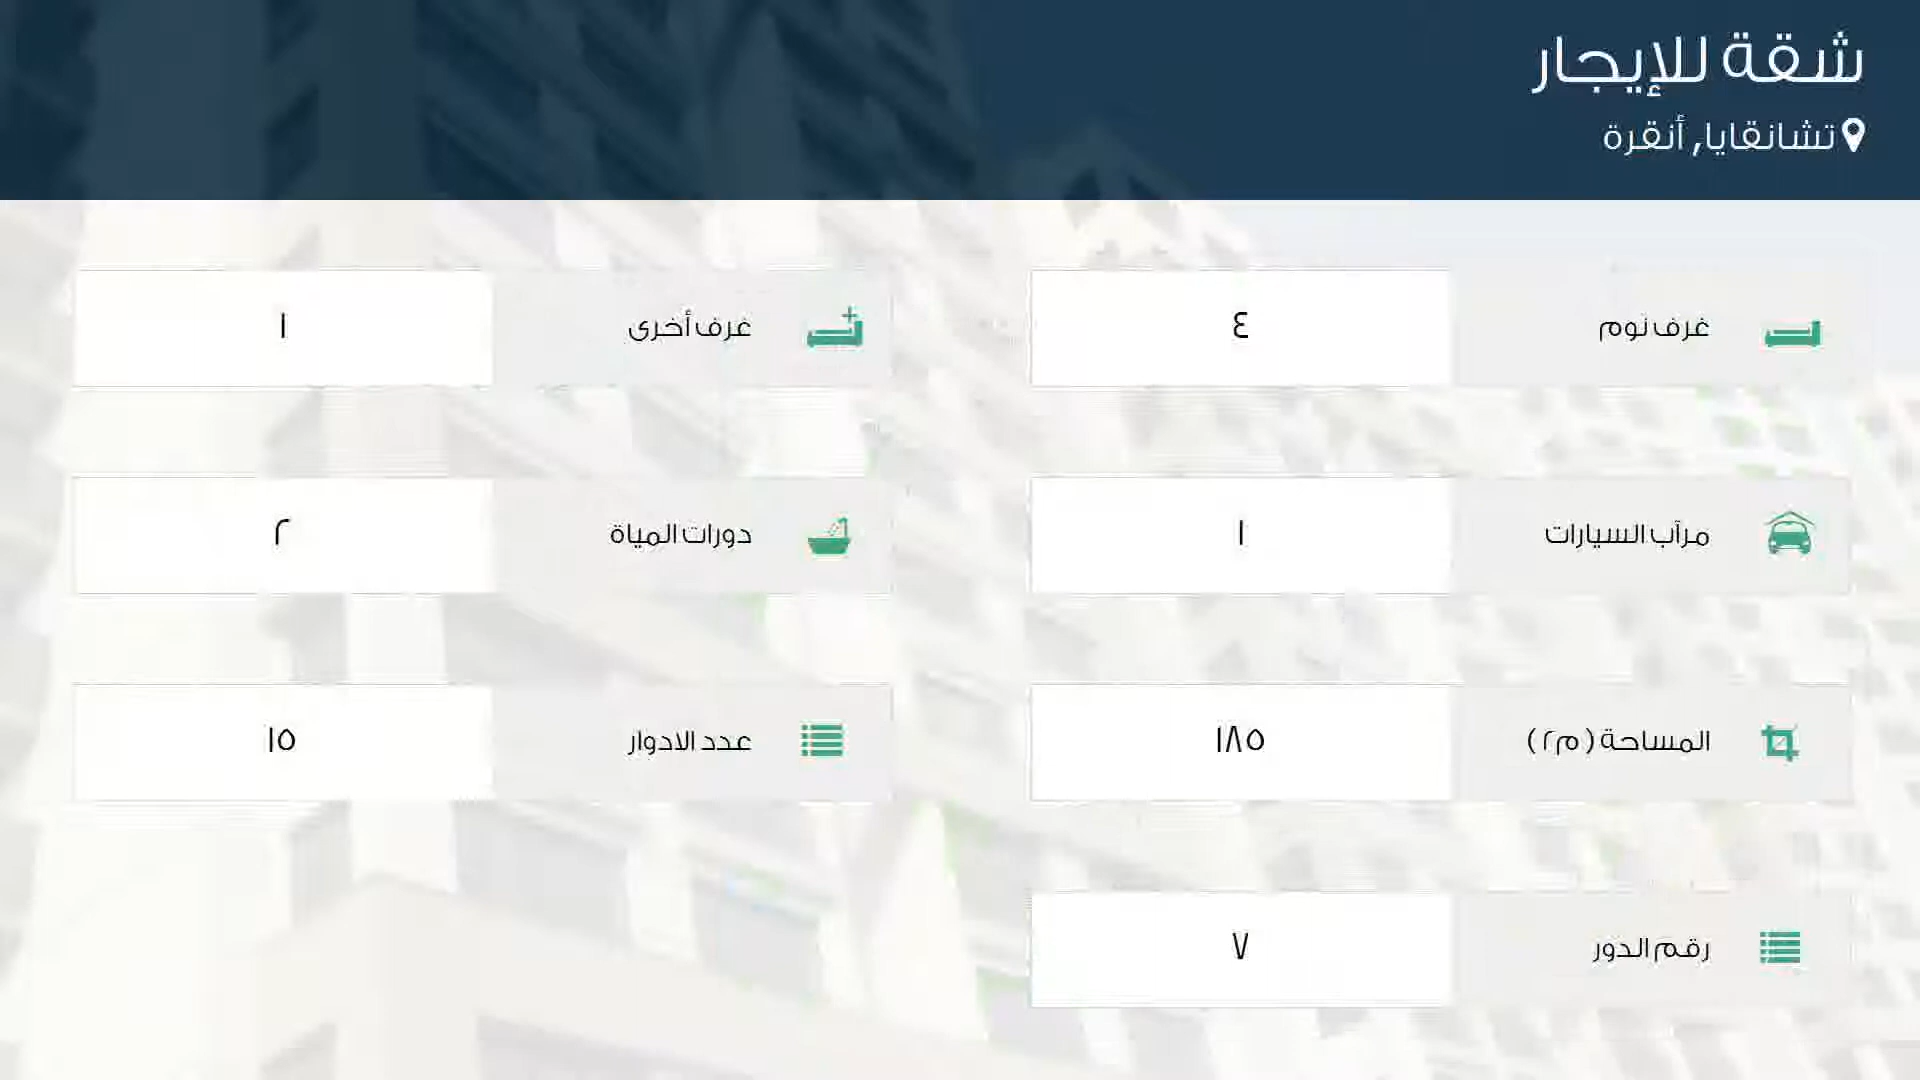 شقة للإيجار
تشانقايا, أنقرة
غرف نوم ٤
غرف أخرى ١
مرآب السيارات ١
دورات المياة ٢
المساحة (م٢) ١٨٥
عدد الادوار ١٥
رقم الدور ٧